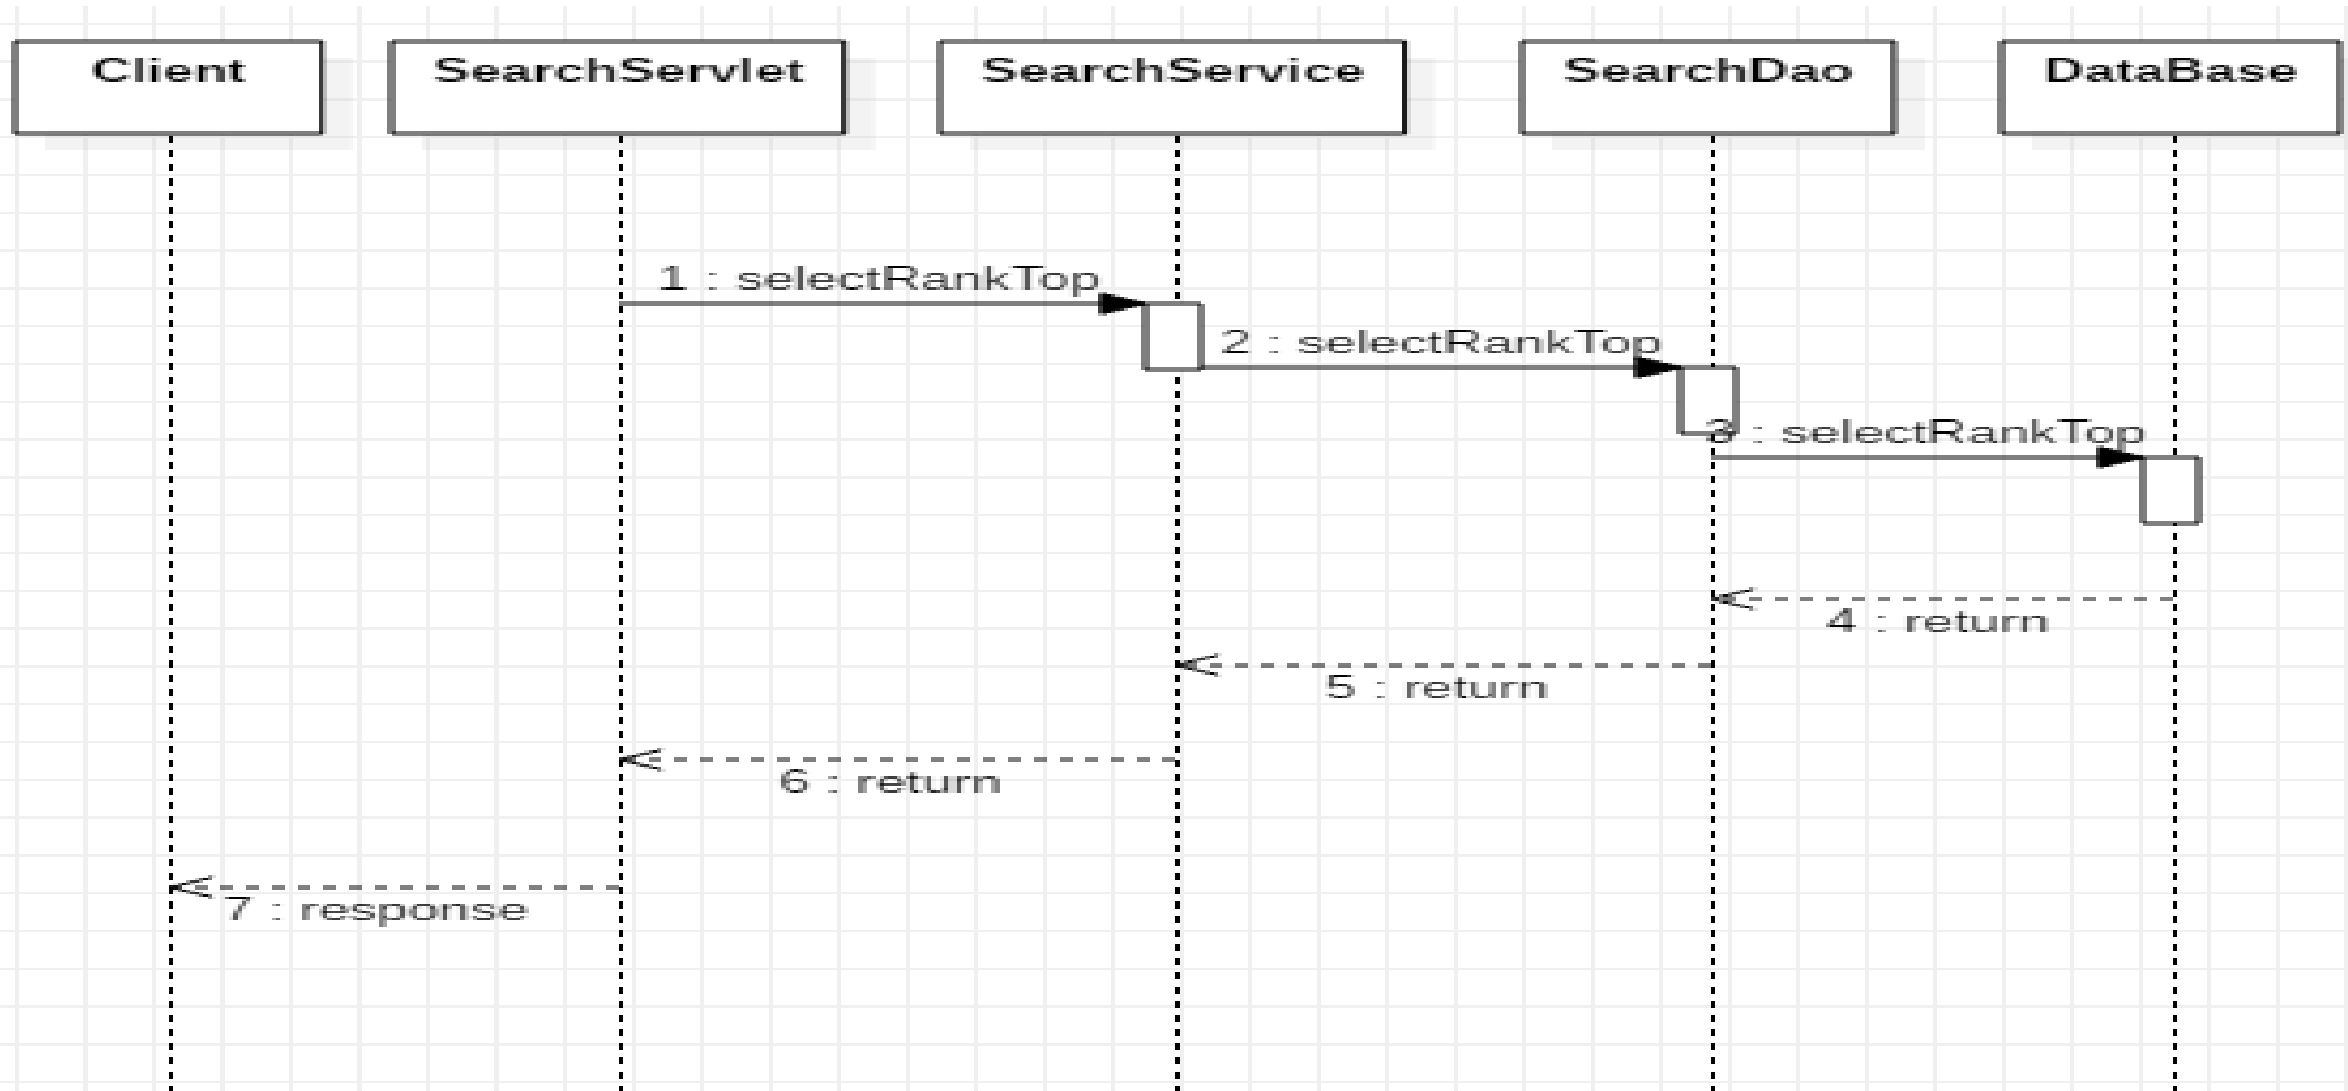 Client
SearchServlet
SearchService
SearchDao
DataBase
1 : selectRankTop
2 : selectRankTop
3 : selectRankTop
4 : return
5 : return
6 : return
7 : response